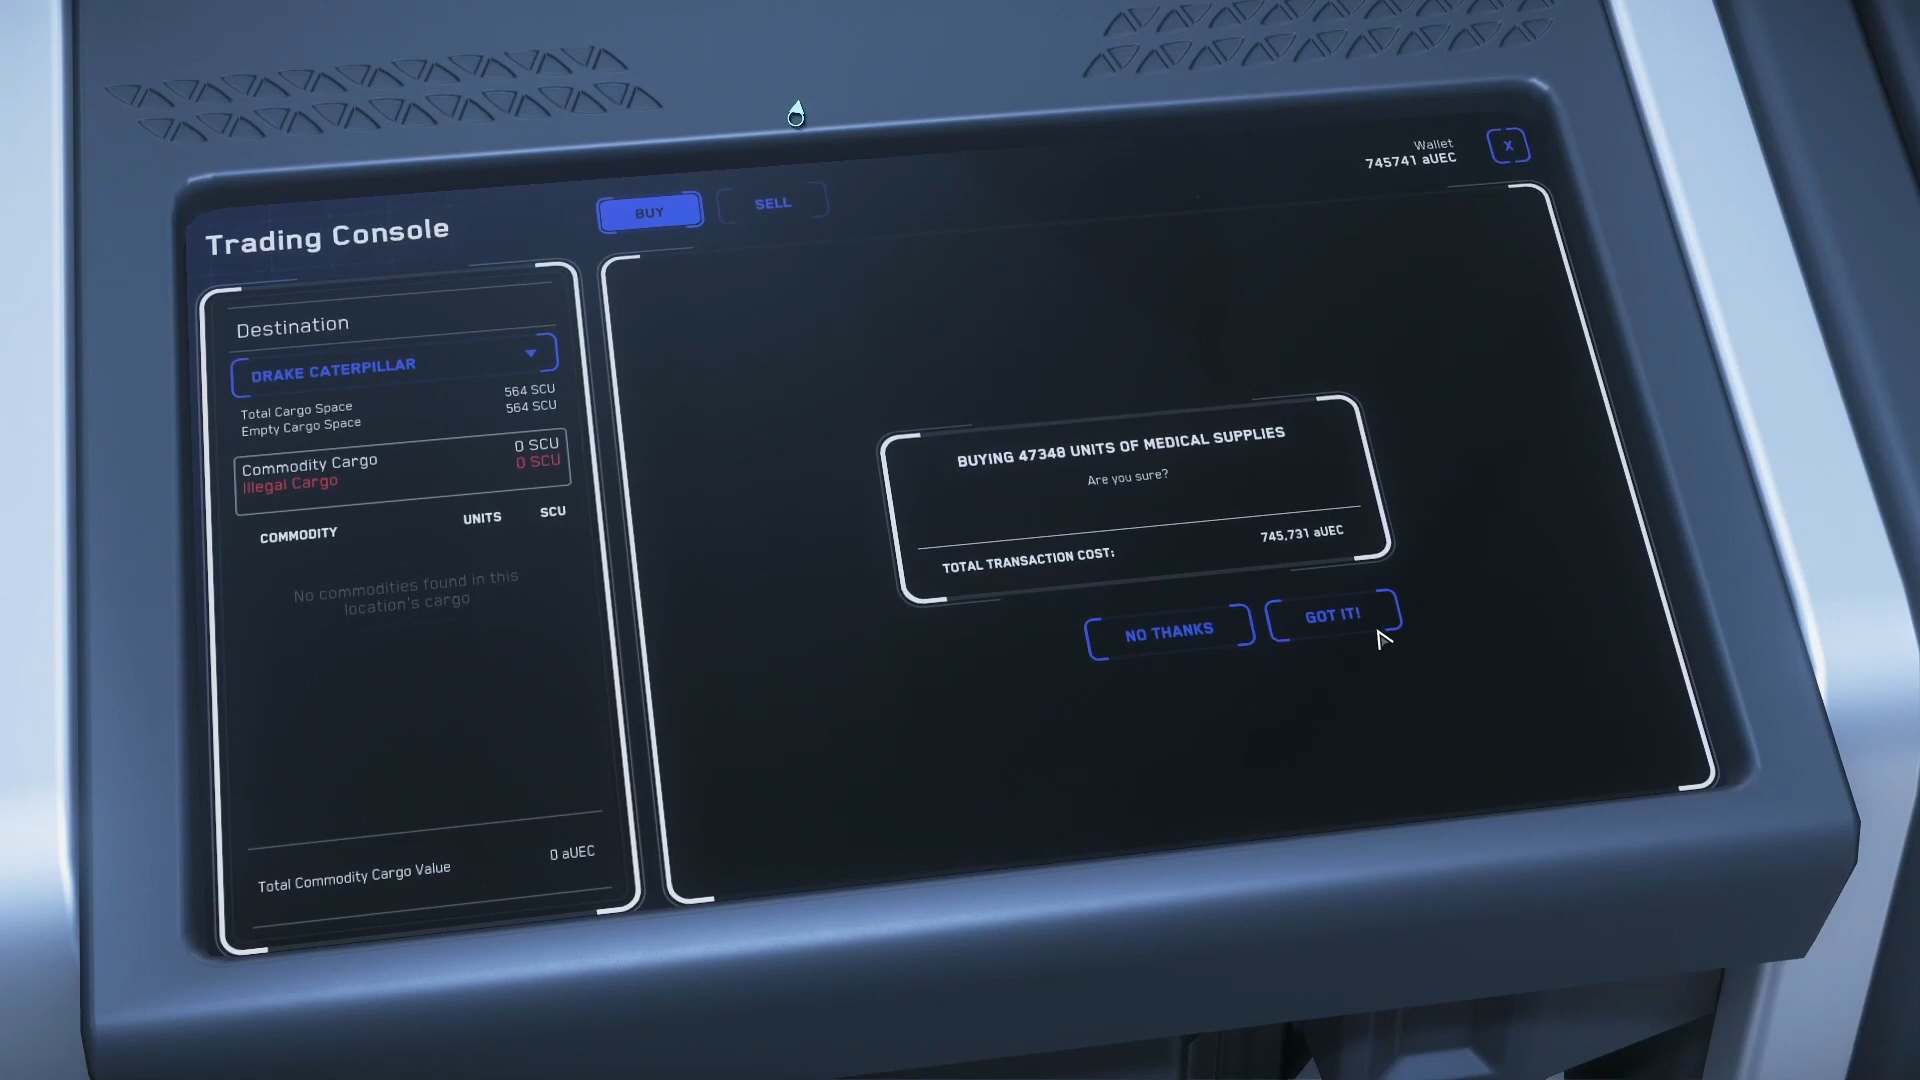 Wallet
745741 aUEC
X
Trading Console
BUY
SELL
Destination
DRAKE CATERPILLAR
Total Cargo Space 564 SCU
Empty Cargo Space 564 SCU
Commodity Cargo 0 SCU
Illegal Cargo 0 SCU
COMMODITY UNITS SCU
No commodities found in this
location's cargo
Total Commodity Cargo Value 0 aUEC
BUYING 47348 UNITS OF MEDICAL SUPPLIES
Are you sure?
TOTAL TRANSACTION COST: 745,731 aUEC
NO THANKS
GOT IT!